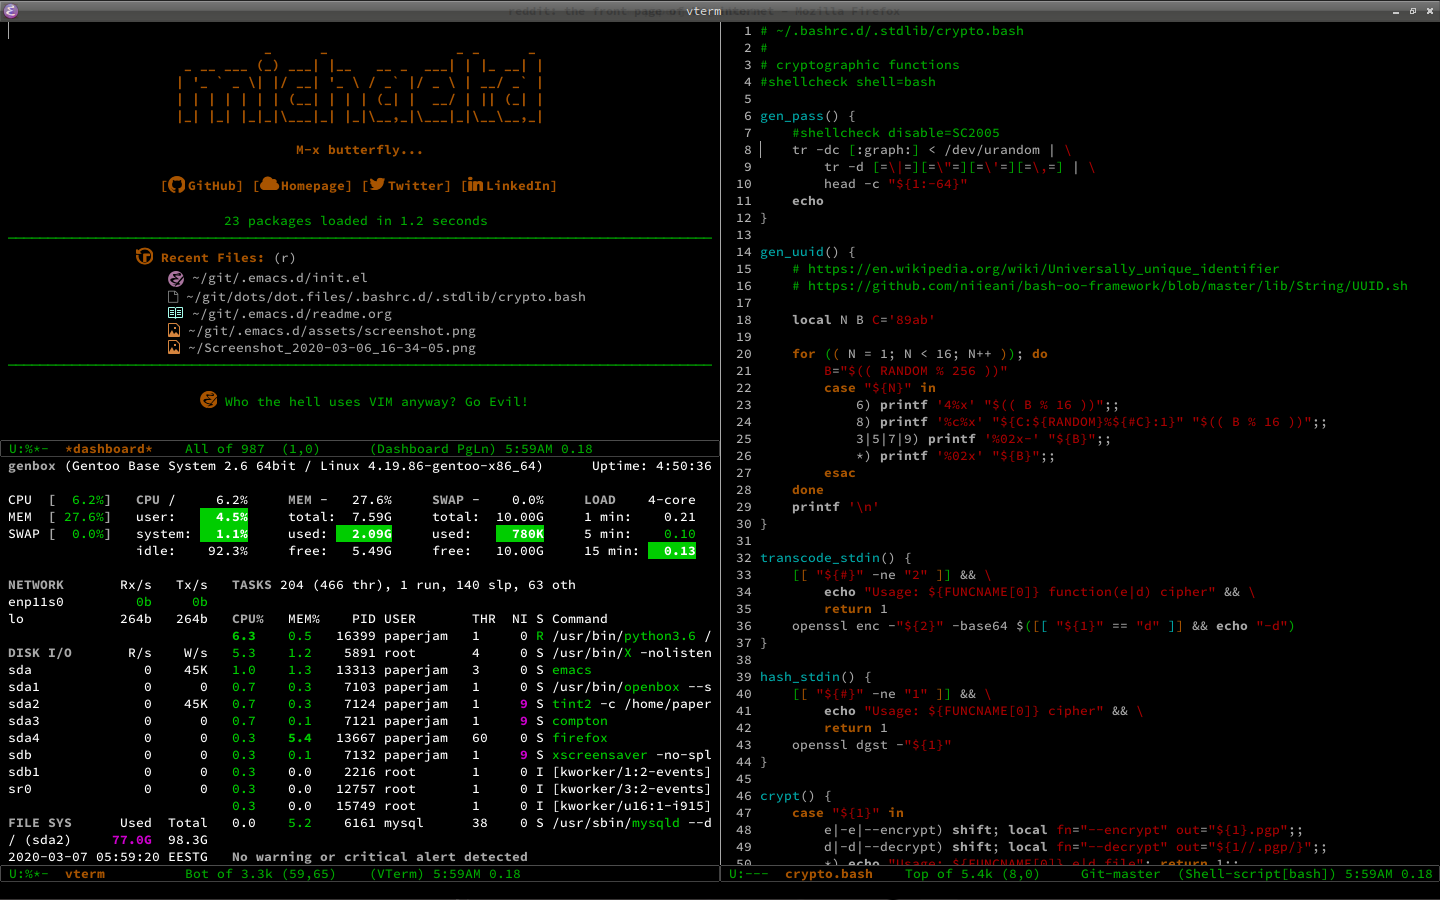 vterm
michaeltd
M-x butterfly...
[GitHub] [Homepage] [Twitter] [LinkedIn]
23 packages loaded in 1.2 seconds
Recent Files: (r)
~/git/.emacs.d/init.el
~/git/dots/dot.files/.bashrc.d/.stdlib/crypto.bash
~/git/.emacs.d/readme.org
~/git/.emacs.d/assets/screenshot.png
~/Screenshot_2020-03-06_16-34-05.png
Who the hell uses VIM anyway? Go Evil!
U:%*-  *dashboard*    All of 987  (1,0)      (Dashboard PgLn) 5:59AM 0.18
genbox (Gentoo Base System 2.6 64bit / Linux 4.19.86-gentoo-x86_64)      Uptime: 4:50:36
CPU  [  6.2%]   CPU /     6.2%     MEM -   27.6%     SWAP -    0.0%     LOAD    4-core
MEM  [ 27.6%]   user:     4.5%     total:  7.59G     total:  10.00G     1 min:    0.21
SWAP [  0.0%]   system:   1.1%     used:   2.09G     used:     780K     5 min:    0.10
idle:    92.3%     free:   5.49G     free:   10.00G     15 min:   0.13
NETWORK       Rx/s   Tx/s   TASKS 204 (466 thr), 1 run, 140 slp, 63 oth
enp11s0         0b     0b
lo            264b   264b   CPU%   MEM%    PID USER       THR  NI S Command
6.3    0.5   16399 paperjam   1     0 R /usr/bin/python3.6 /
DISK I/O       R/s    W/s   5.3    1.2    5891 root       4     0 S /usr/bin/X -nolisten
sda              0    45K   1.0    1.3   13313 paperjam   3     0 S emacs
sda1             0      0   0.7    0.3    7103 paperjam   1     0 S /usr/bin/openbox --s
sda2             0    45K   0.7    0.3    7124 paperjam   1     9 S tint2 -c /home/paper
sda3             0      0   0.7    0.1    7121 paperjam   1     9 S compton
sda4             0      0   0.3    5.4   13667 paperjam   60    0 S firefox
sdb              0      0   0.3    0.1    7132 paperjam   1     9 S xscreensaver -no-spl
sdb1             0      0   0.3    0.0    2216 root       1     0 I [kworker/1:2-events]
sr0              0      0   0.3    0.0   12757 root       1     0 I [kworker/3:2-events]
0.3    0.0   15749 root       1     0 I [kworker/u16:1-i915]
FILE SYS      Used  Total   0.0    5.2    6161 mysql      38    0 S /usr/sbin/mysqld --d
/ (sda2)     77.0G  98.3G
2020-03-07 05:59:20 EESTG   No warning or critical alert detected
U:%*-  vterm          Bot of 3.3k (59,65)    (VTerm) 5:59AM 0.18
1 # ~/.bashrc.d/.stdlib/crypto.bash
2 #
3 # cryptographic functions
4 #shellcheck shell=bash
5
6 gen_pass() {
7     #shellcheck disable=SC2005
8     tr -dc [:graph:] < /dev/urandom | \
9         tr -d [=\|=][=\"=][=\'=][=\,=] | \
10         head -c "${1:-64}"
11     echo
12 }
13
14 gen_uuid() {
15     # https://en.wikipedia.org/wiki/Universally_unique_identifier
16     # https://github.com/niieani/bash-oo-framework/blob/master/lib/String/UUID.sh
17
18     local N B C='89ab'
19
20     for (( N = 1; N < 16; N++ )); do
21         B="$(( RANDOM % 256 ))"
22         case "${N}" in
23             6) printf '4%x' "$(( B % 16 ))";;
24             8) printf '%c%x' "${C:${RANDOM}%${#C}:1}" "$(( B % 16 ))";;
25             3|5|7|9) printf '%02x-' "${B}";;
26             *) printf '%02x' "${B}";;
27         esac
28     done
29     printf '\n'
30 }
31
32 transcode_stdin() {
33     [[ "${#}" -ne "2" ]] && \
34         echo "Usage: ${FUNCNAME[0]} function(e|d) cipher" && \
35         return 1
36     openssl enc -"${2}" -base64 $([[ "${1}" == "d" ]] && echo "-d")
37 }
38
39 hash_stdin() {
40     [[ "${#}" -ne "1" ]] && \
41         echo "Usage: ${FUNCNAME[0]} cipher" && \
42         return 1
43     openssl dgst -"${1}"
44 }
45
46 crypt() {
47     case "${1}" in
48         e|-e|--encrypt) shift; local fn="--encrypt" out="${1}.pgp";;
49         d|-d|--decrypt) shift; local fn="--decrypt" out="${1//.pgp/}";;
50         *) echo "Usage: ${FUNCNAME[0]} e|d file"; return 1;;
U:---  crypto.bash    Top of 5.4k (8,0)     Git-master  (Shell-script[bash]) 5:59AM 0.18